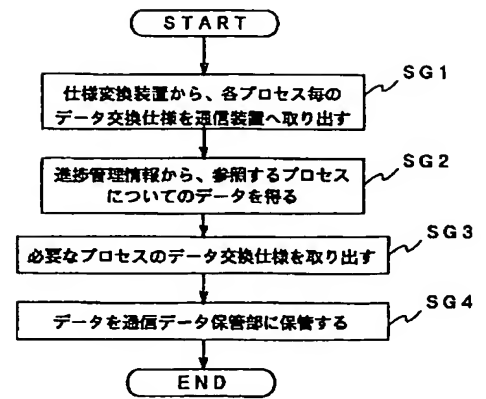 START
SG1
仕様変換装置から、各プロセス毎の
データ交換仕様を通信装置へ取り出す
SG2
進捗管理情報から、参照するプロセス
についてのデータを得る
SG3
必要なプロセスのデータ交換仕様を取り出す
SG4
データを通信データ保管部に保管する
END